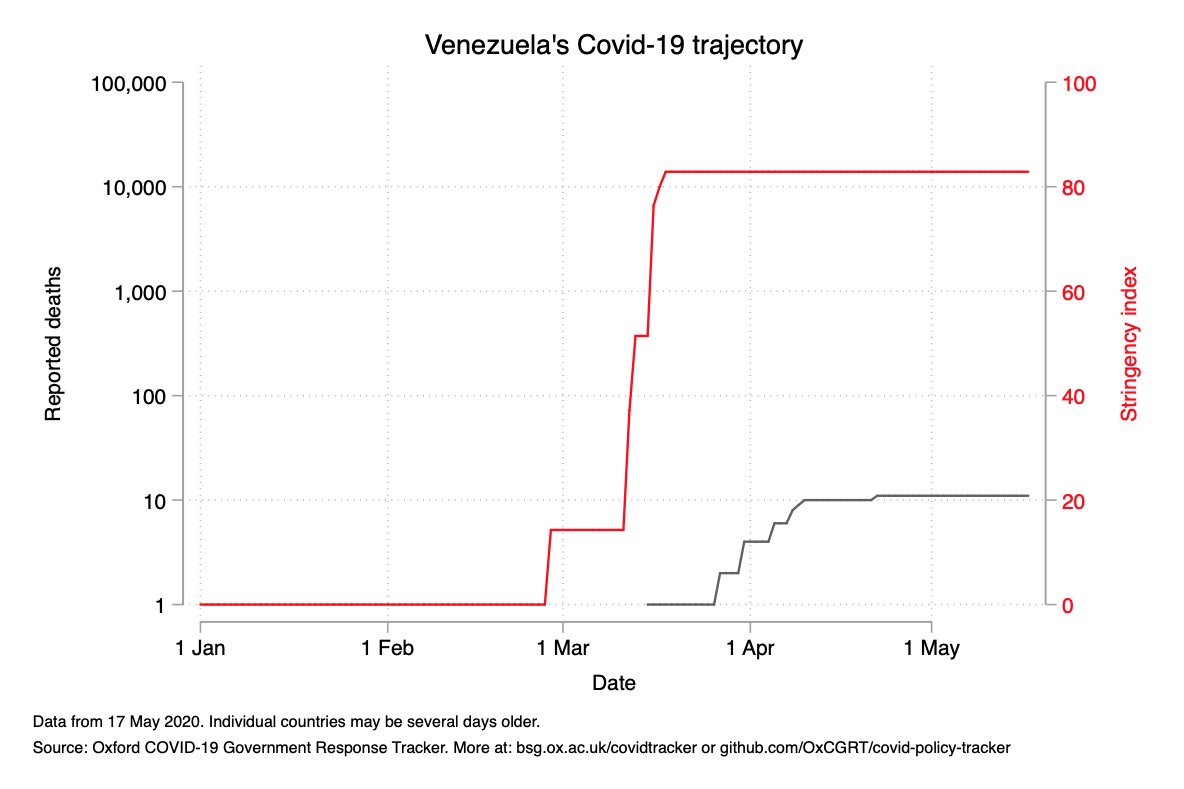 Venezuela's Covid-19 trajectory
100,000
10,000
1,000
100
10
1
Reported deaths
100
80
60
40
20
0
Stringency index
1 Jan
1 Feb
1 Mar
1 Apr
1 May
Date
Data from 17 May 2020. Individual countries may be several days older.
Source: Oxford COVID-19 Government Response Tracker. More at: bsg.ox.ac.uk/covidtracker or github.com/OxCGRT/covid-policy-tracker